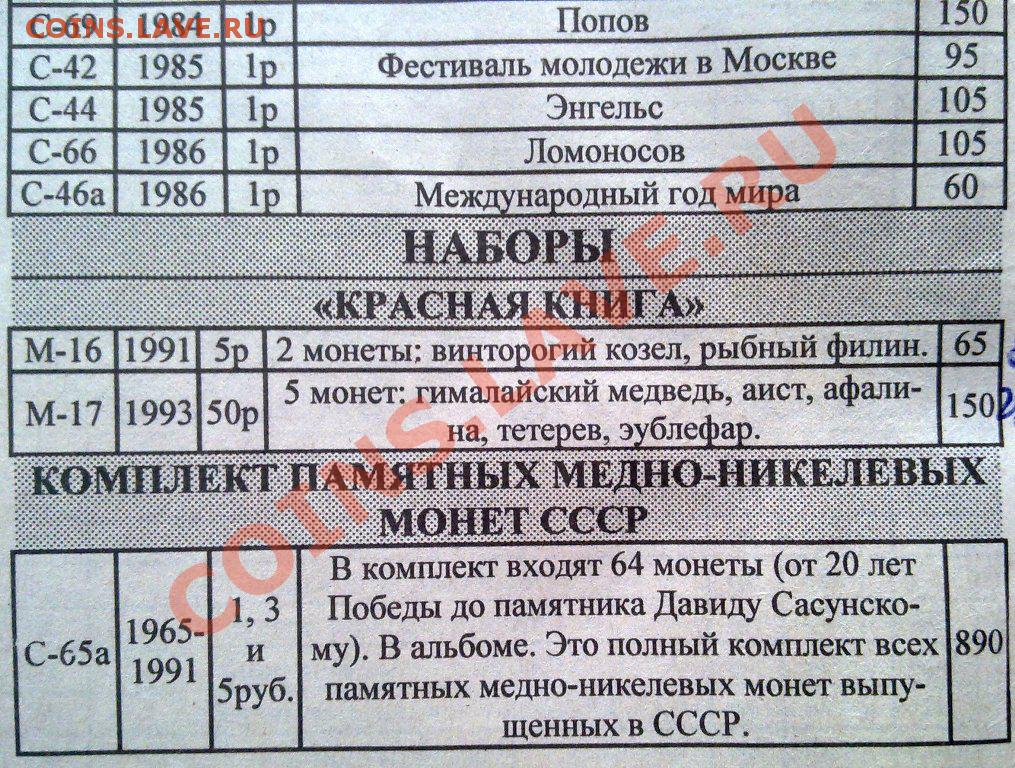 COINS.LAVE.RU
С-69 1984 1р Попов 150
С-42 1985 1р Фестиваль молодежи в Москве 95
С-44 1985 1р Энгельс 105
С-66 1986 1р Ломоносов 105
С-46а 1986 1р Международный год мира 60
НАБОРЫ
«КРАСНАЯ КНИГА»
М-16 1991 5р 2 монеты: винторогий козел, рыбный филин. 65
М-17 1993 50р 5 монет: гималайский медведь, аист, афали-
на, тетерев, эублефар. 150
КОМПЛЕКТ ПАМЯТНЫХ МЕДНО-НИКЕЛЕВЫХ
МОНЕТ СССР
С-65а
1965-
1991
1, 3
и
5руб.
В комплект входят 64 монеты (от 20 лет
Победы до памятника Давиду Сасунско-
му). В альбоме. Это полный комплект всех
памятных медно-никелевых монет выпу-
щенных в СССР.
890
COINS.LAVE.RU